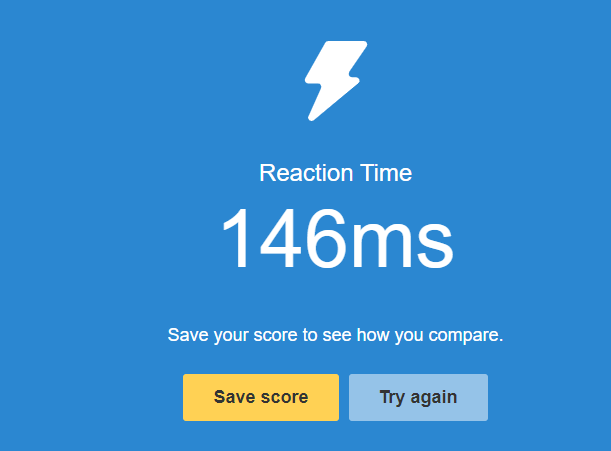 Reaction Time
146ms
Save your score to see how you compare.
Save score
Try again